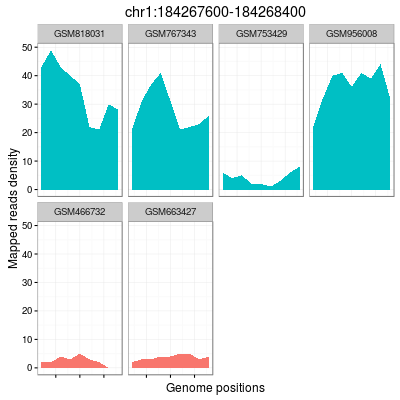 chr1:184267600-184268400
GSM818031 GSM767343 GSM753429 GSM956008
50
40
30
20
10
0
Mapped reads density
GSM466732 GSM663427
50
40
30
20
10
0
Genome positions